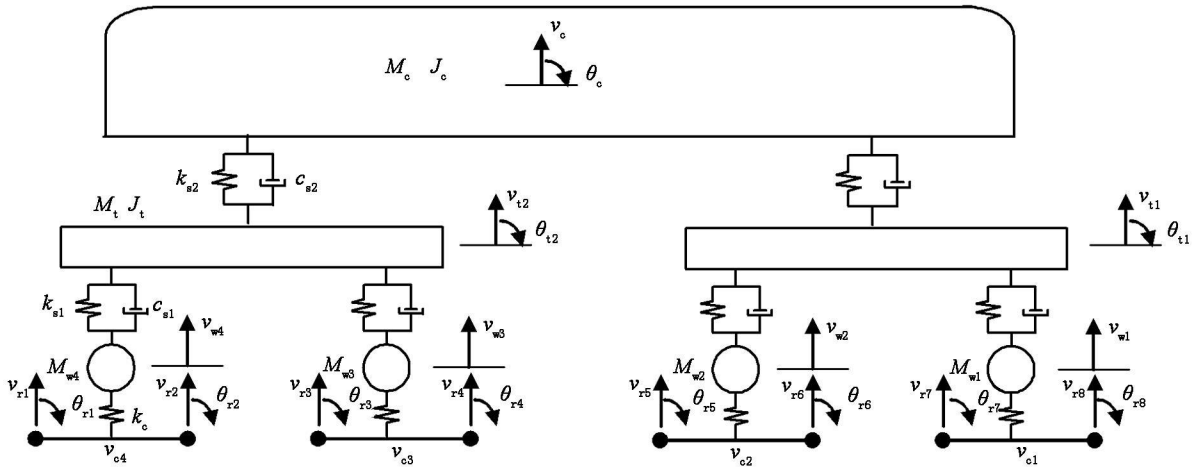 v_c
M_c J_c
θ_c
k_s2 c_s2
M_t J_t
v_t2
θ_t2
v_t1
θ_t1
k_s1 c_s1
v_w4
v_w3
v_w2
v_w1
M_w4
M_w3
M_w2
M_w1
v_r1 θ_r1 v_r2 θ_r2
v_r3 θ_r3 v_r4 θ_r4
v_r5 θ_r5 v_r6 θ_r6
v_r7 θ_r7 v_r8 θ_r8
k_c
v_c4
v_c3
v_c2
v_c1